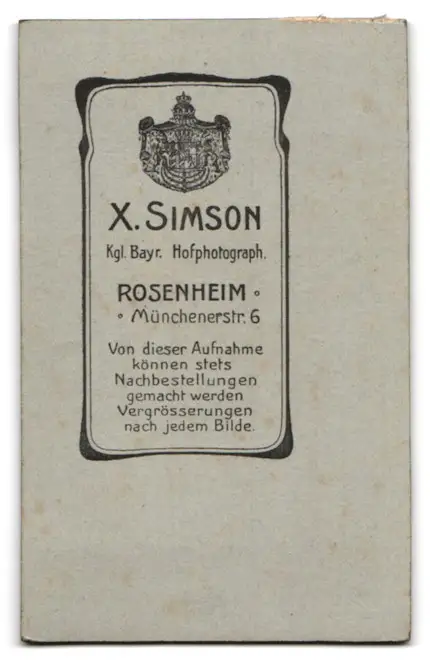 X. SIMSON
Kgl. Bayr. Hofphotograph.
ROSENHEIM
Münchenerstr. 6
Von dieser Aufnahme
können stets
Nachbestellungen
gemacht werden
Vergrösserungen
nach jedem Bilde.